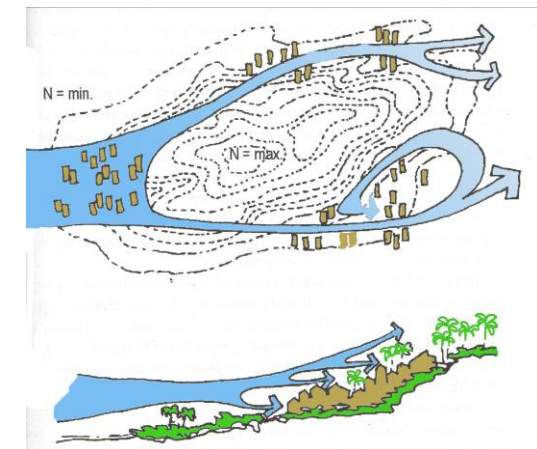 N = min.
N = max.